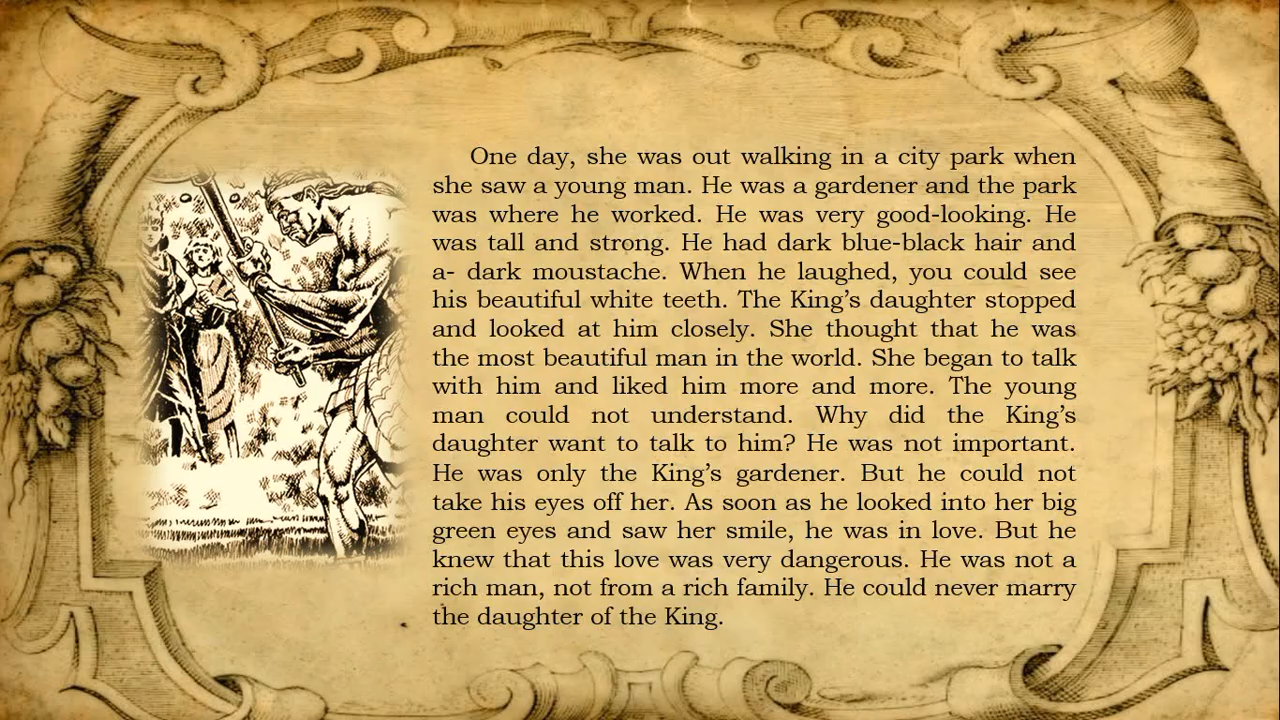 One day, she was out walking in a city park when
she saw a young man. He was a gardener and the park
was where he worked. He was very good-looking. He
was tall and strong. He had dark blue-black hair and
a- dark moustache. When he laughed, you could see
his beautiful white teeth. The King’s daughter stopped
and looked at him closely. She thought that he was
the most beautiful man in the world. She began to talk
with him and liked him more and more. The young
man could not understand. Why did the King’s
daughter want to talk to him? He was not important.
He was only the King’s gardener. But he could not
take his eyes off her. As soon as he looked into her big
green eyes and saw her smile, he was in love. But he
knew that this love was very dangerous. He was not a
rich man, not from a rich family. He could never marry
the daughter of the King.